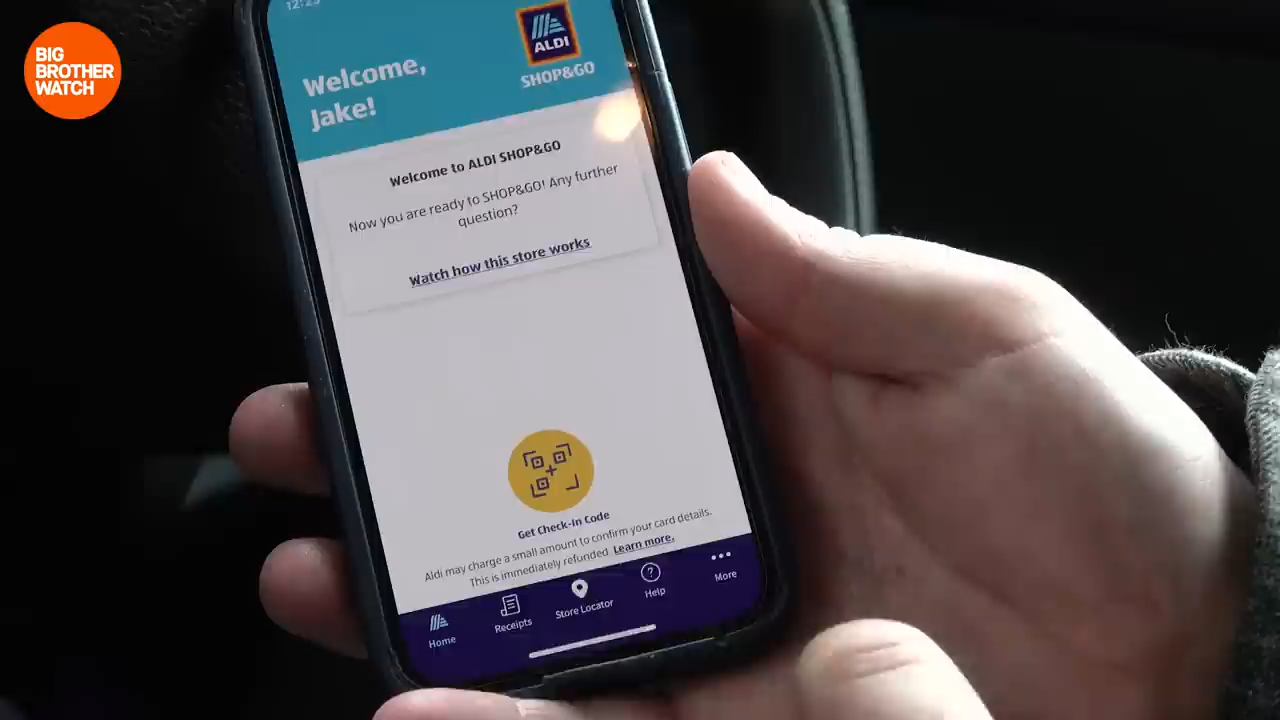 BIG
BROTHER
WATCH
12:25
ALDI
SHOP&GO
Welcome,
Jake!
Welcome to ALDI SHOP&GO
Now you are ready to SHOP&GO! Any further
question?
Watch how this store works
Get Check-in Code
Aldi may charge a small amount to confirm your card details.
This is immediately refunded. Learn more.
Home
Receipts
Store Locator
Help
More